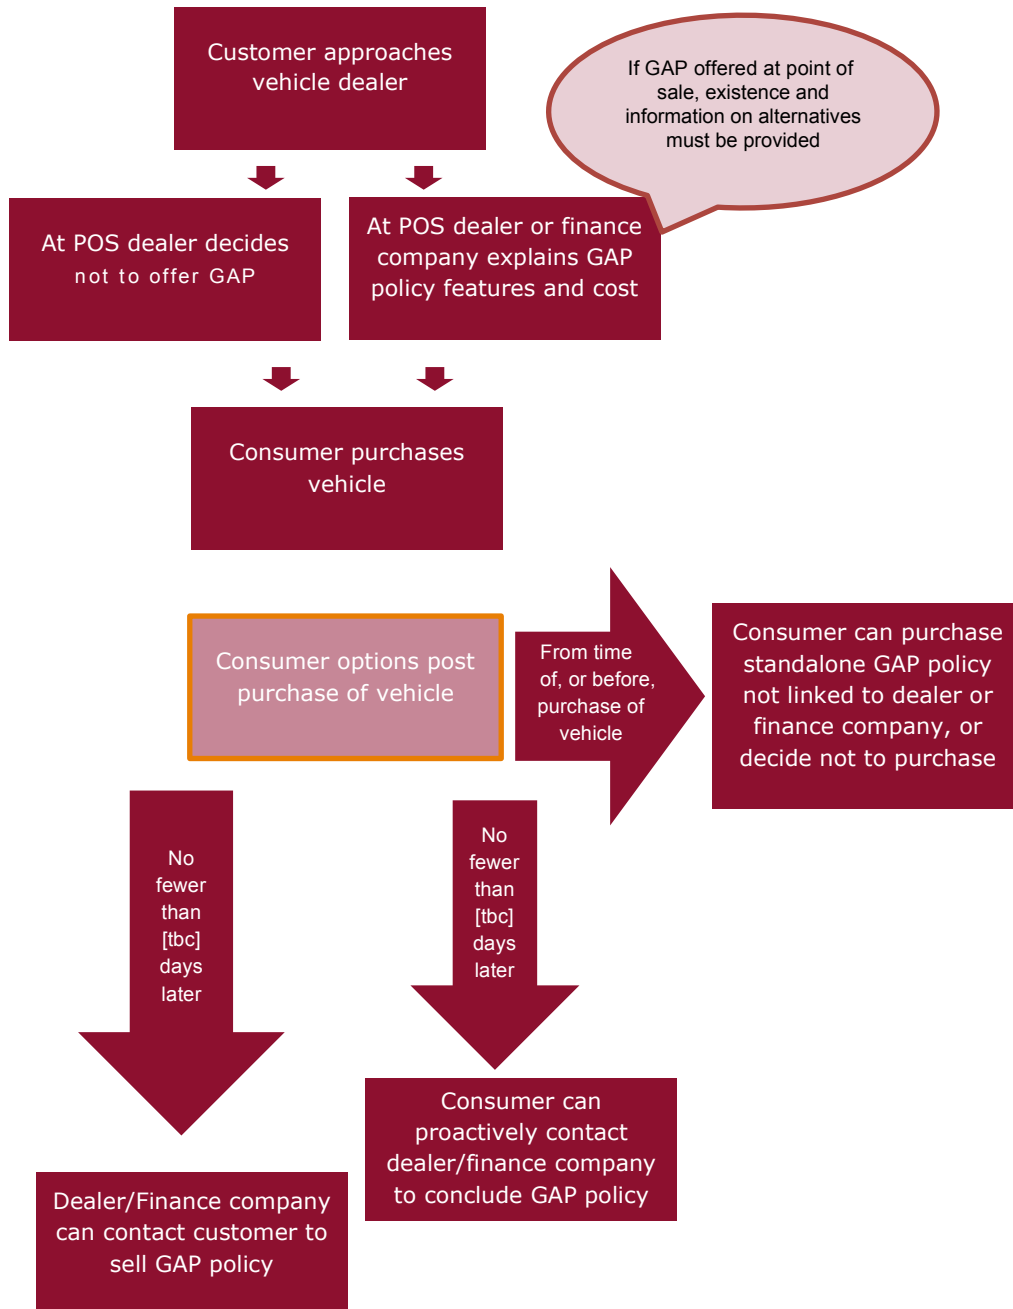 Customer approaches
vehicle dealer
If GAP offered at point of
sale, existence and
information on alternatives
must be provided
At POS dealer decides
not to offer GAP
At POS dealer or finance
company explains GAP
policy features and cost
Consumer purchases
vehicle
Consumer options post
purchase of vehicle
From time
of, or before,
purchase of
vehicle
Consumer can purchase
standalone GAP policy
not linked to dealer or
finance company, or
decide not to purchase
No
fewer
than
[tbc]
days
later
No
fewer
than
[tbc]
days
later
Consumer can
proactively contact
dealer/finance company
to conclude GAP policy
Dealer/Finance company
can contact customer to
sell GAP policy